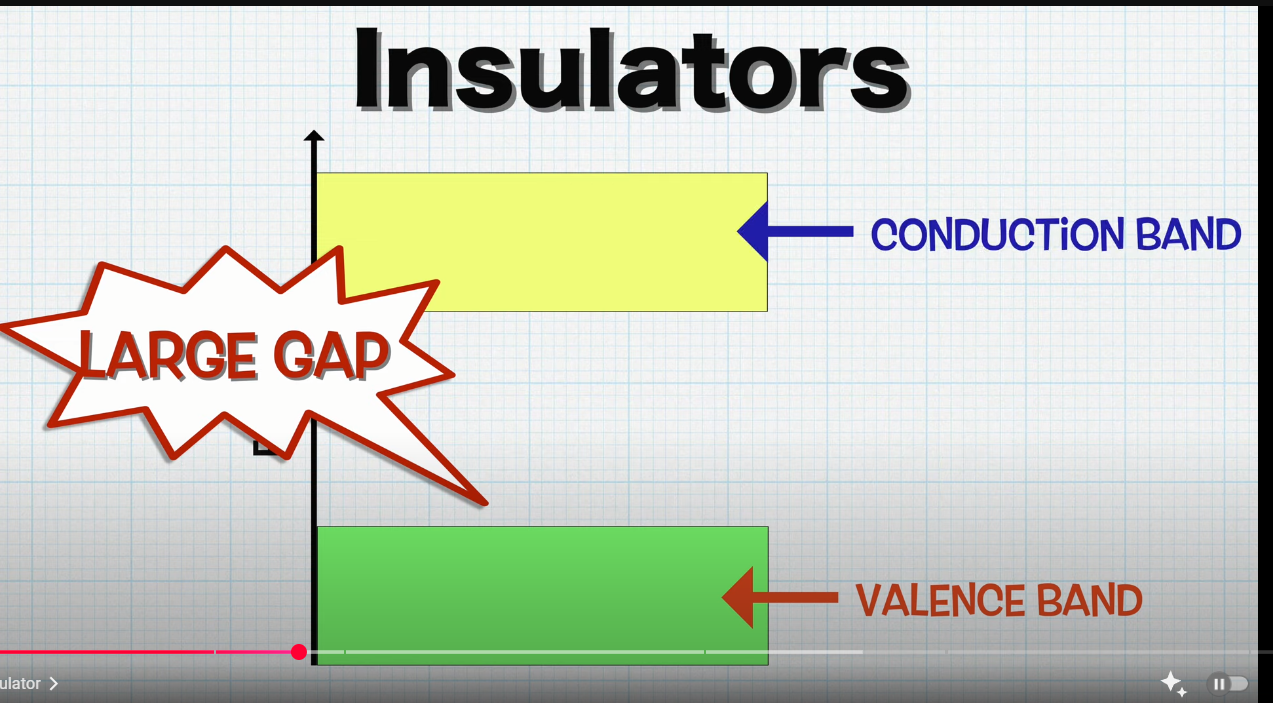 Insulators
CONDUCTiON BAND
LARGE GAP
VALENCE BAND
ulator